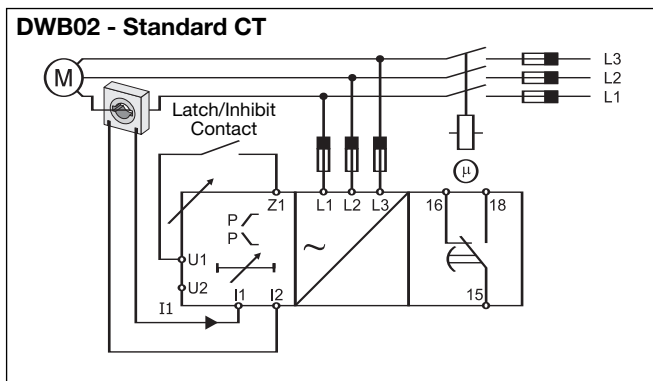 DWB02 - Standard CT
M
L3
L2
L1
Latch/Inhibit
Contact
μ
Z1
L1
L2
L3
16
18
P
P
~
U1
U2
I1
I1
I2
15